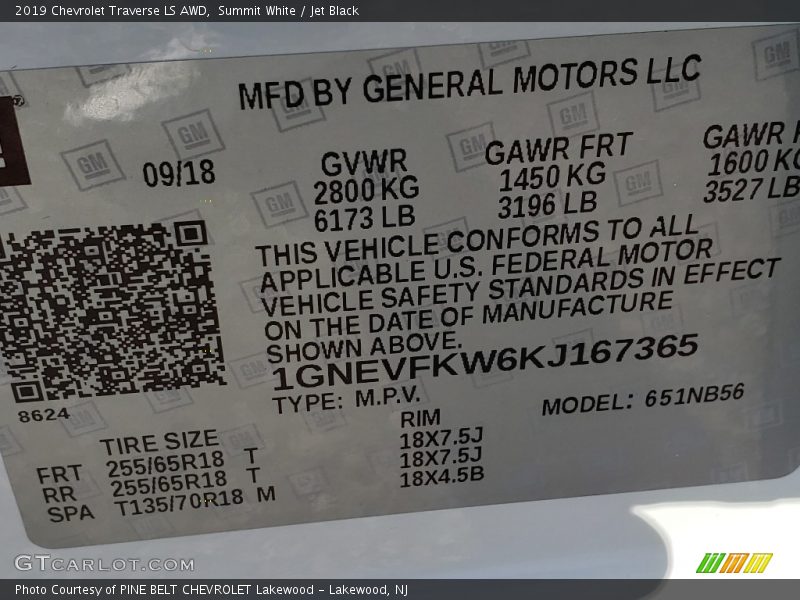 2019 Chevrolet Traverse LS AWD,  Summit White / Jet Black
MFD BY GENERAL MOTORS LLC
09/18
GVWR
2800 KG
6173 LB
GAWR FRT
1450 KG
3196 LB
GAWR
1600 KG
3527 LB
THIS VEHICLE CONFORMS TO ALL
APPLICABLE U.S. FEDERAL MOTOR
VEHICLE SAFETY STANDARDS IN EFFECT
ON THE DATE OF MANUFACTURE
SHOWN ABOVE.
1GNEVFKW6KJ167365
TYPE: M.P.V.
MODEL: 651NB56
8624
TIRE SIZE
RIM
FRT 255/65R18 T 18X7.5J
RR 255/65R18 T 18X7.5J
SPA T135/70R18 M 18X4.5B
GM
GTCARLOT.COM
Photo Courtesy of PINE BELT CHEVROLET Lakewood - Lakewood, NJ